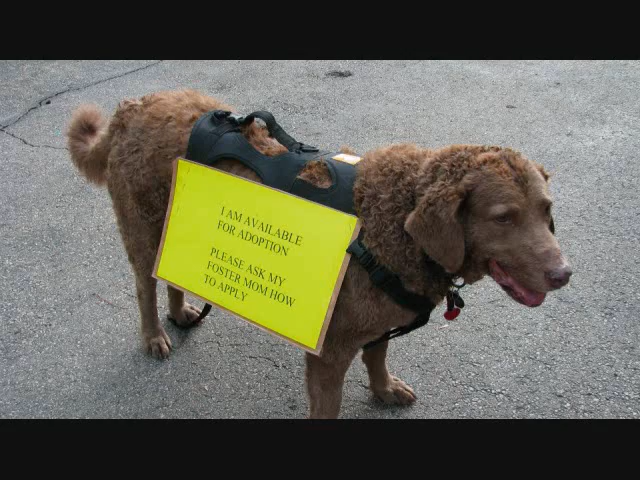 I AM AVAILABLE
FOR ADOPTION
PLEASE ASK MY
FOSTER MOM HOW
TO APPLY